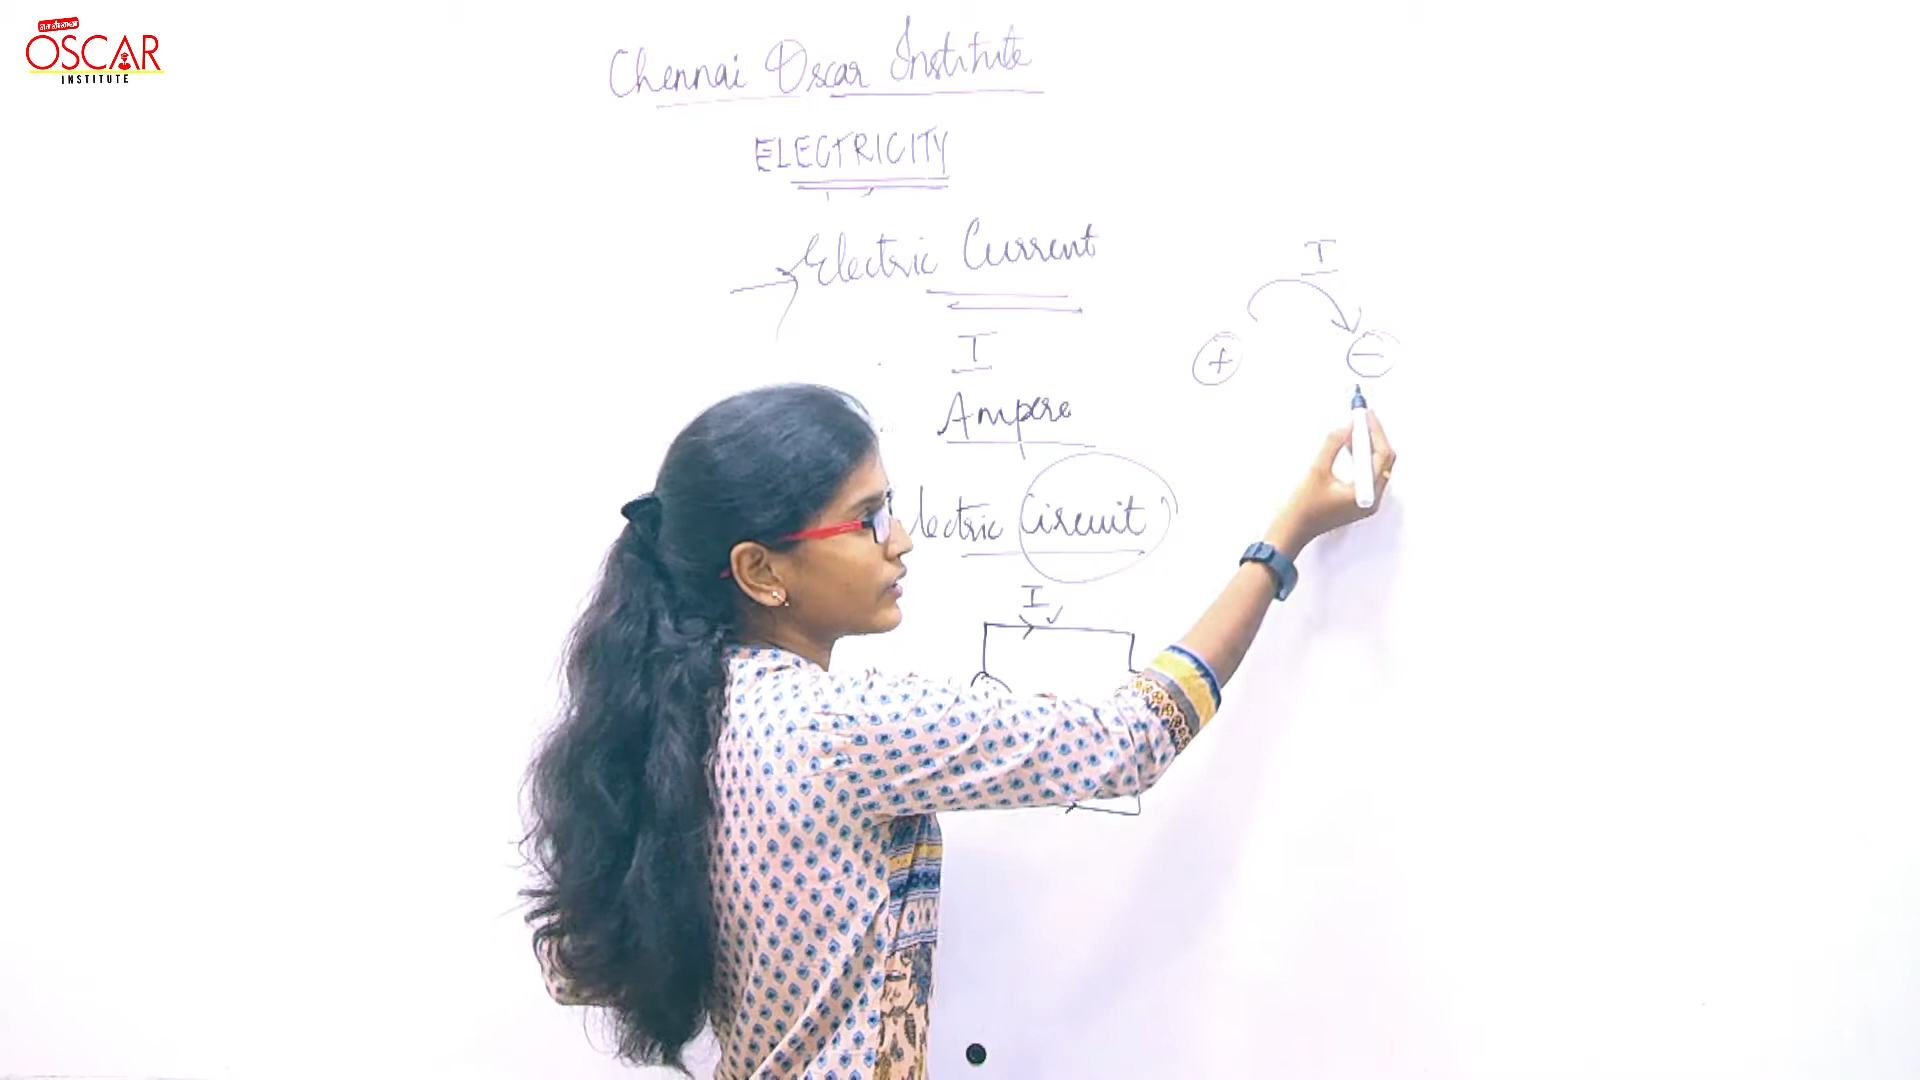 OSCAR
INSTITUTE
Chennai Oscar Institute
ELECTRICITY
Electric Current
I
I
+
−
Ampere
lectric Circuit
I